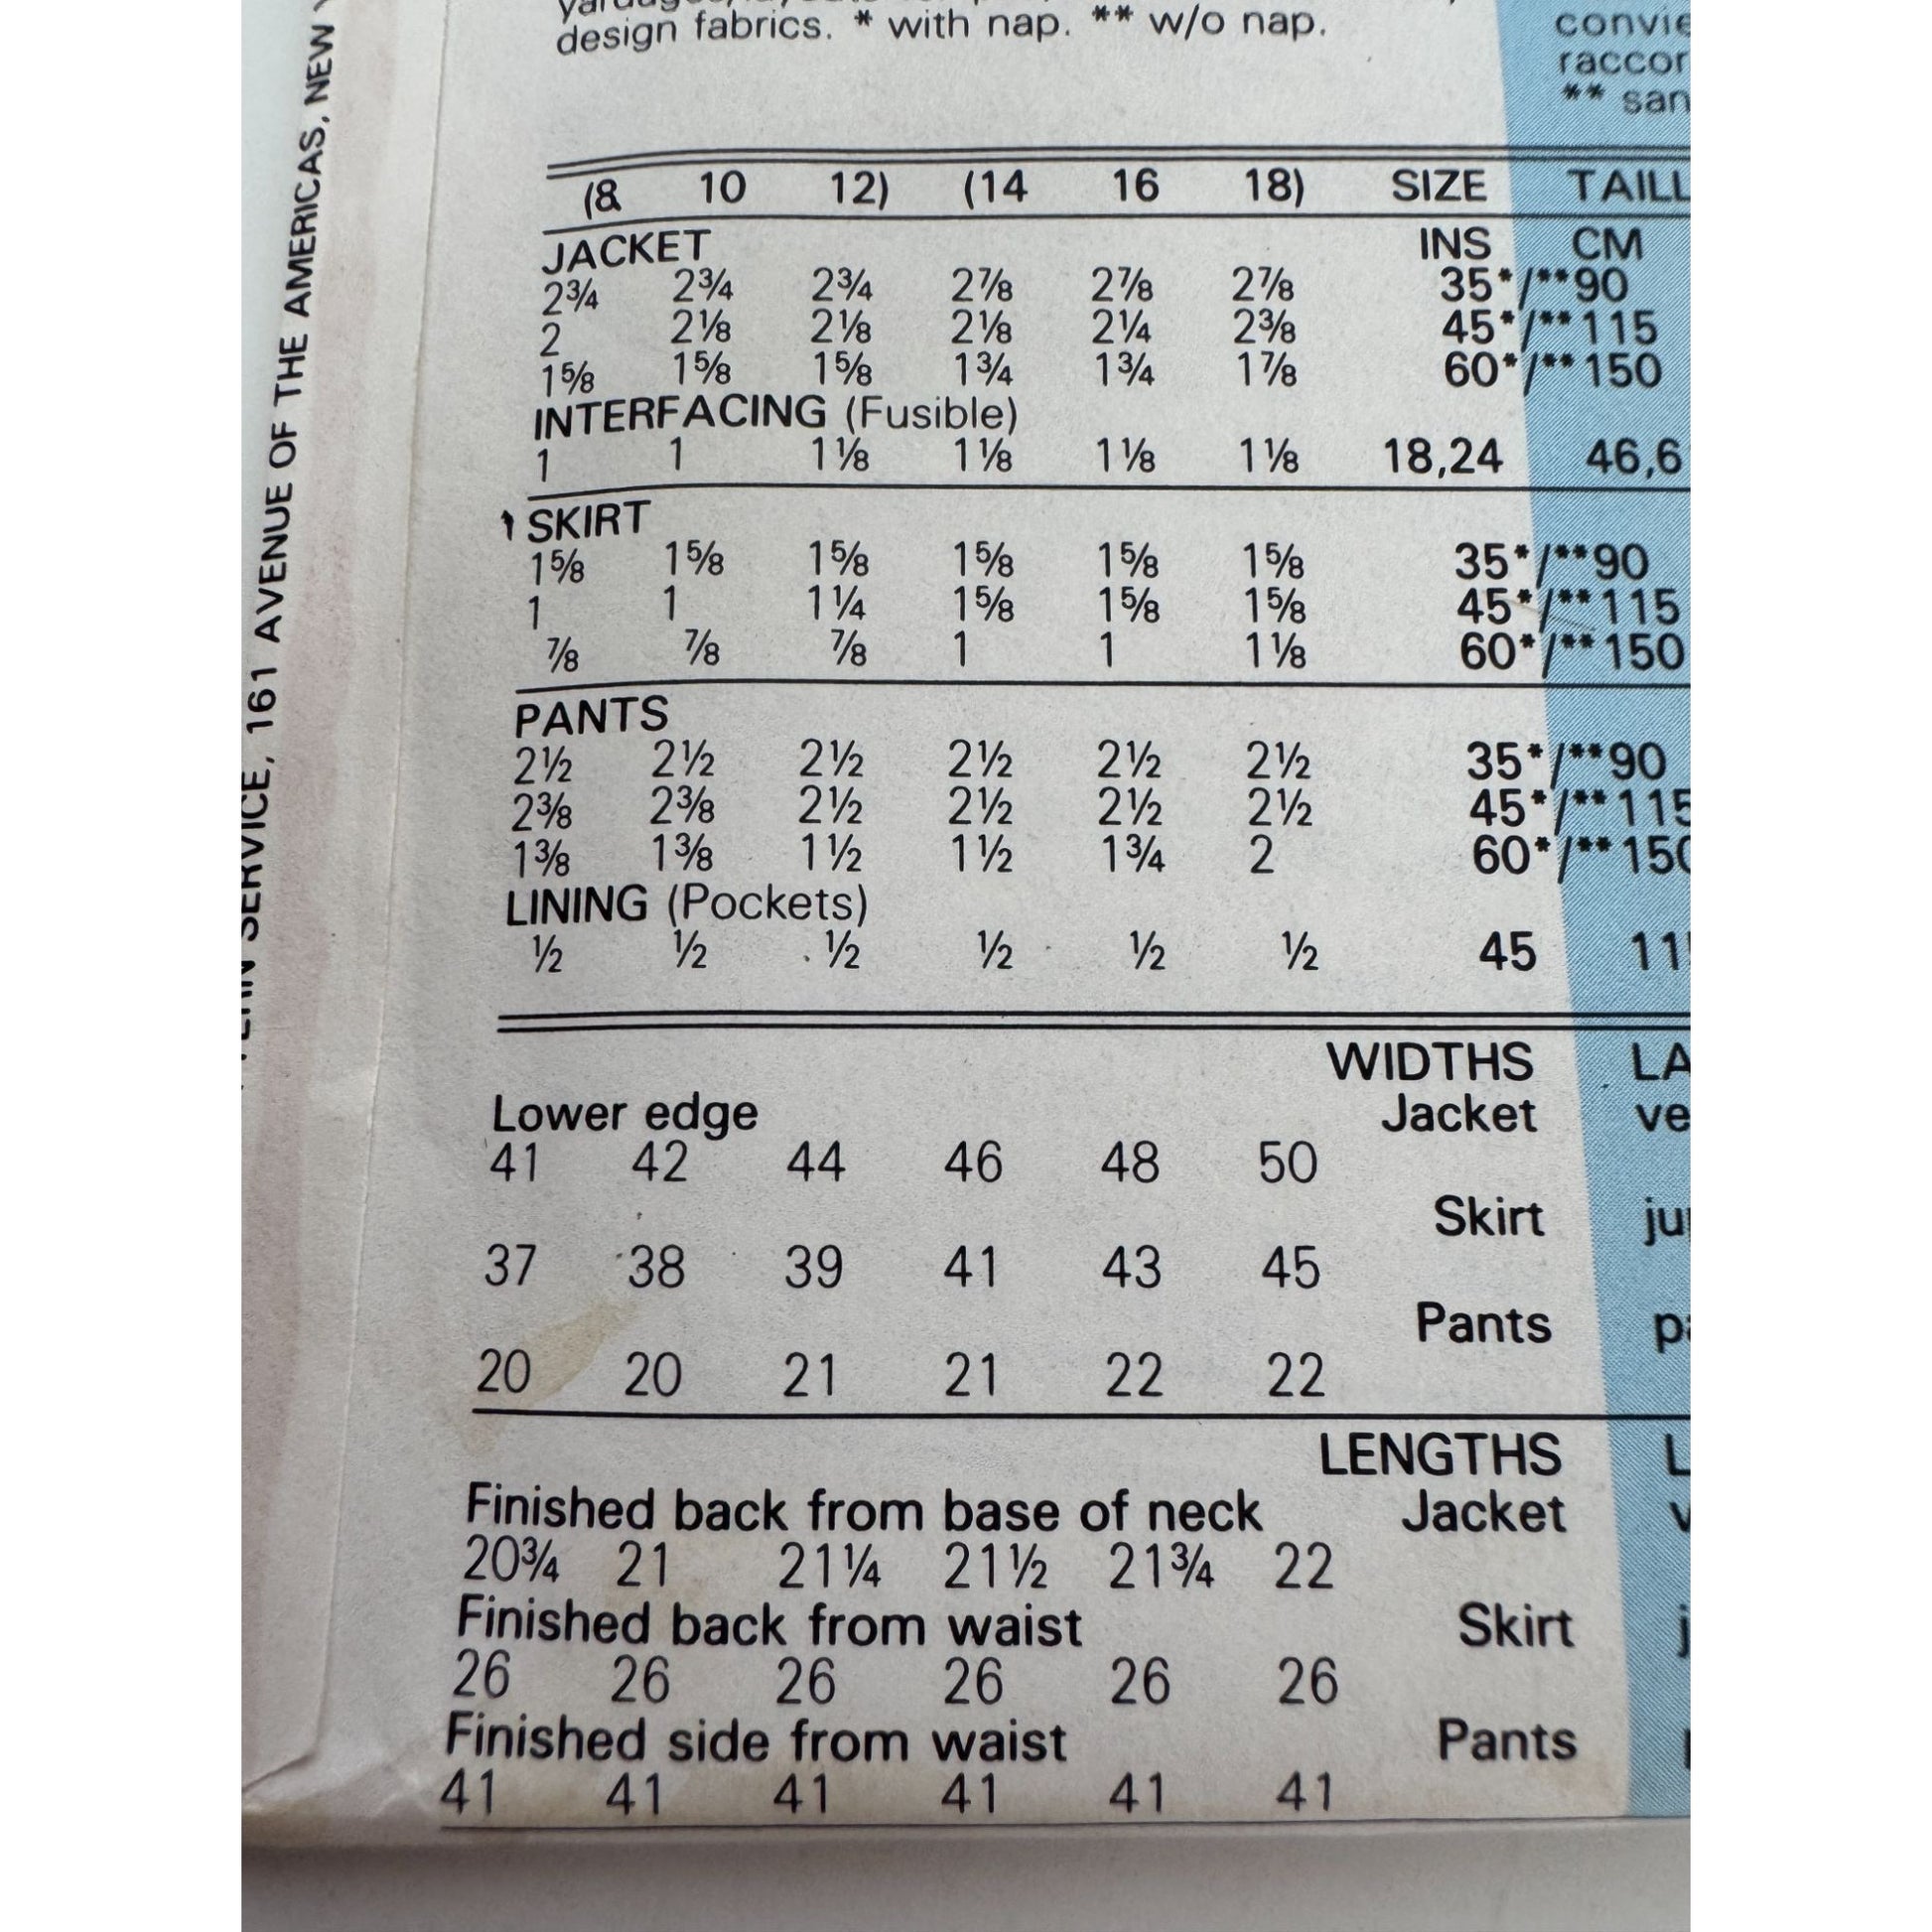 design fabrics. * with nap. ** w/o nap.
convie
raccor
** san
(8 10 12) (14 16 18) SIZE TAILL
JACKET INS CM
2¾ 2¾ 2¾ 2⅞ 2⅞ 2⅞ 35*/**90
2 2⅛ 2⅛ 2⅛ 2¼ 2⅜ 45*/**115
1⅝ 1⅝ 1⅝ 1¾ 1¾ 1⅞ 60*/**150
INTERFACING (Fusible)
1 1 1⅛ 1⅛ 1⅛ 1⅛ 18,24 46,6
SKIRT
1⅝ 1⅝ 1⅝ 1⅝ 1⅝ 1⅝ 35*/**90
1 1 1¼ 1⅝ 1⅝ 1⅝ 45*/**115
⅞ ⅞ ⅞ 1 1 1⅛ 60*/**150
PANTS
2½ 2½ 2½ 2½ 2½ 2½ 35*/**90
2⅜ 2⅜ 2½ 2½ 2½ 2½ 45*/**115
1⅜ 1⅜ 1½ 1½ 1¾ 2 60*/**150
LINING (Pockets)
½ ½ ½ ½ ½ ½ 45 11
WIDTHS LA
Lower edge Jacket ve
41 42 44 46 48 50
Skirt ju
37 38 39 41 43 45
Pants pa
20 20 21 21 22 22
LENGTHS L
Finished back from base of neck Jacket v
20¾ 21 21¼ 21½ 21¾ 22
Finished back from waist Skirt j
26 26 26 26 26 26
Finished side from waist Pants
41 41 41 41 41 41
SERVICE, 161 AVENUE OF THE AMERICAS, NEW